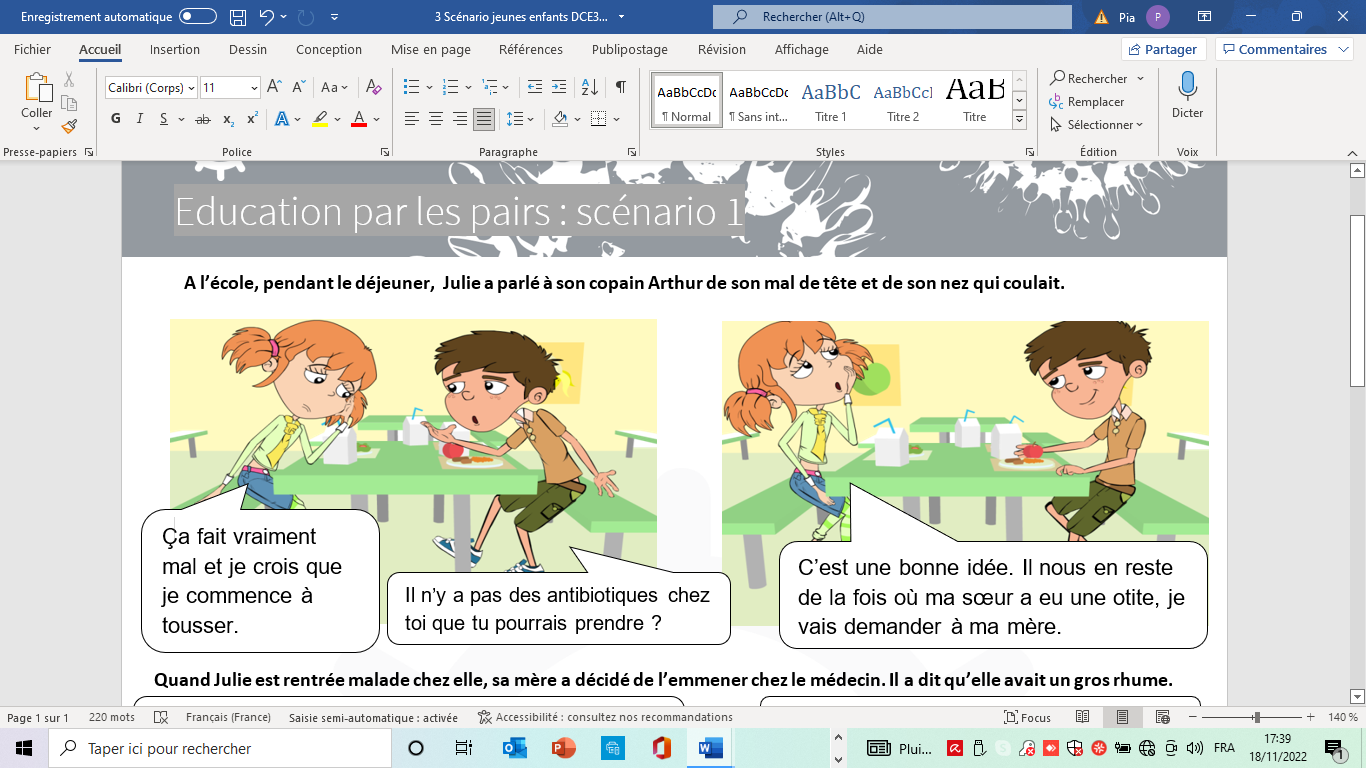 Enregistrement automatique
3 Scénario jeunes enfants DCE3...
Rechercher (Alt+Q)
Pia
P
Fichier
Accueil
Insertion
Dessin
Conception
Mise en page
Références
Publipostage
Révision
Affichage
Aide
Partager
Commentaires
Coller
Calibri (Corps)
11
Aa
G I S ab x₂ x² A A
AaBbCcDc
AaBbCcDc
AaBbC
AaBbCcI
AaB
¶ Normal
¶ Sans int...
Titre 1
Titre 2
Titre
Rechercher
Remplacer
Sélectionner
Dicter
Presse-papiers
Police
Paragraphe
Styles
Édition
Voix
Education par les pairs : scénario 1
A l’école, pendant le déjeuner, Julie a parlé à son copain Arthur de son mal de tête et de son nez qui coulait.
Ça fait vraiment
mal et je crois que
je commence à
tousser.
Il n’y a pas des antibiotiques chez
toi que tu pourrais prendre ?
C’est une bonne idée. Il nous en reste
de la fois où ma sœur a eu une otite, je
vais demander à ma mère.
Quand Julie est rentrée malade chez elle, sa mère a décidé de l’emmener chez le médecin. Il a dit qu’elle avait un gros rhume.
Page 1 sur 1
220 mots
Français (France)
Saisie semi-automatique : activée
Accessibilité : consultez nos recommandations
Focus
140 %
Taper ici pour rechercher
Plui...
FRA
17:39
18/11/2022
1